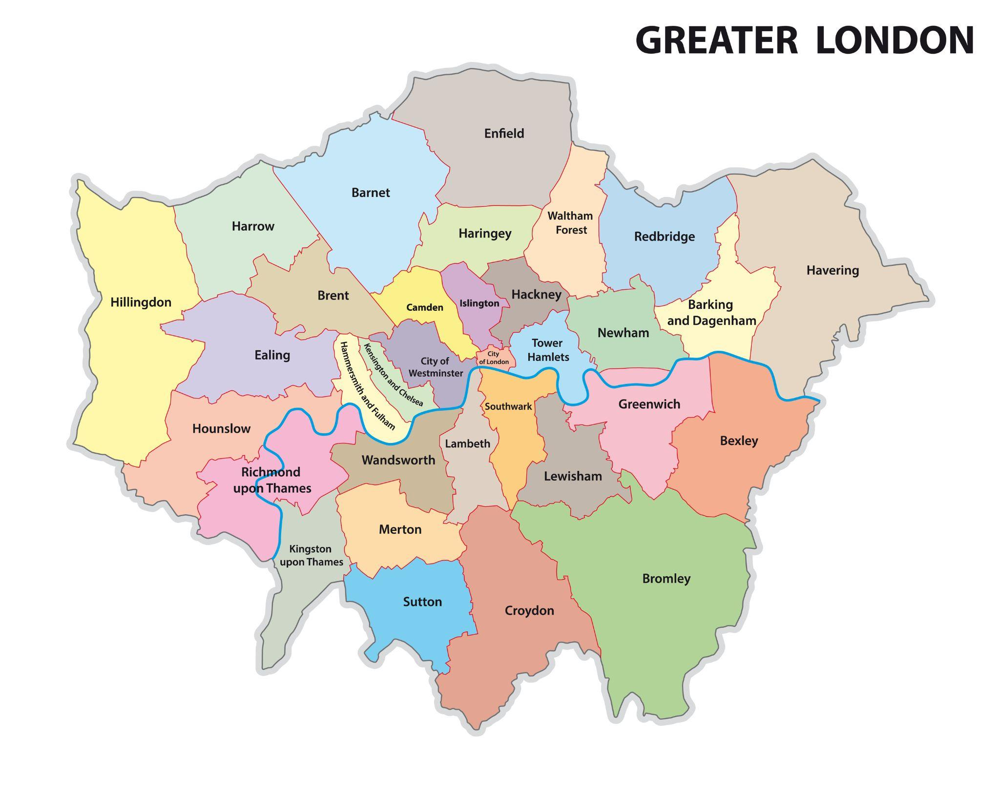 GREATER LONDON
Enfield
Barnet
Harrow
Waltham
Forest
Haringey
Redbridge
Havering
Hillingdon
Brent
Camden
Islington
Hackney
Barking
and Dagenham
Newham
Tower
Hamlets
Ealing
Hammersmith and Fulham
Kensington and Chelsea
City of
Westminster
City
of London
Southwark
Greenwich
Hounslow
Bexley
Lambeth
Wandsworth
Lewisham
Richmond
upon Thames
Merton
Kingston
upon Thames
Bromley
Sutton
Croydon